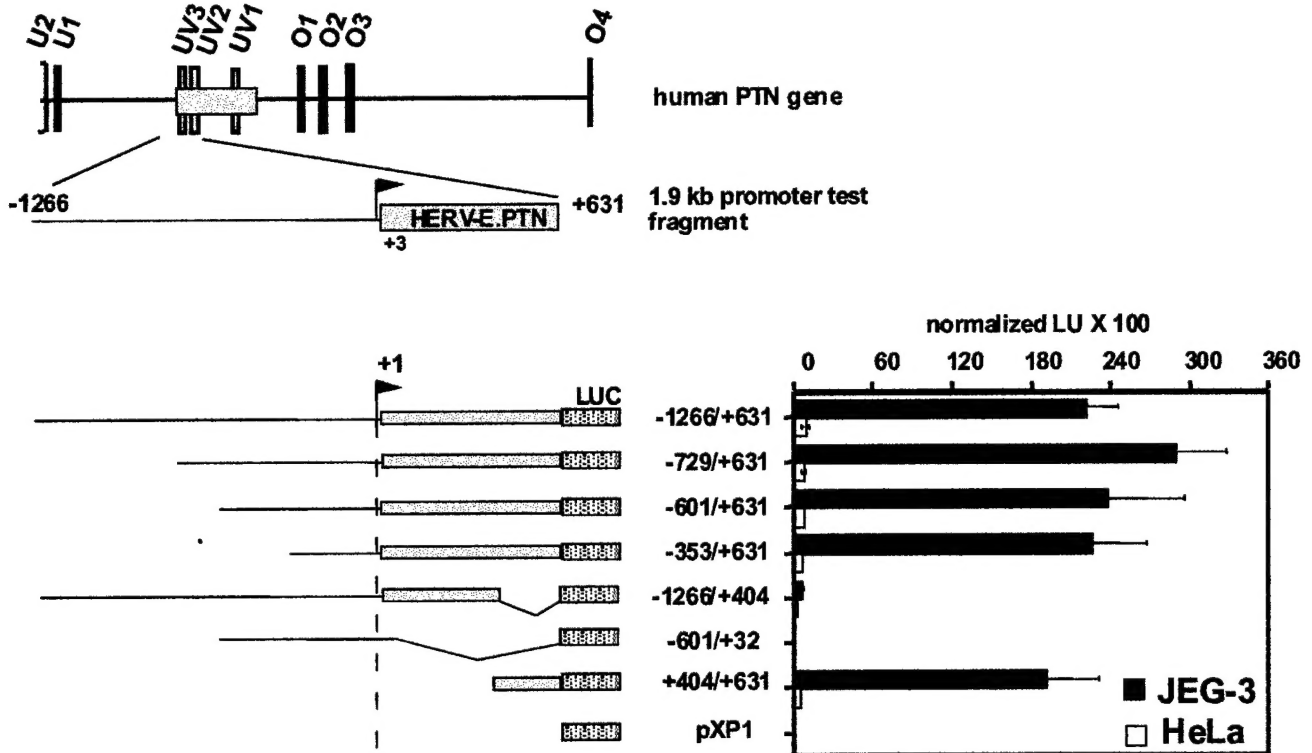 U2 U1 UV3 UV2 UV1 O1 O2 O3 O4
human PTN gene
-1266 +631 1.9 kb promoter test
fragment
HERV-E.PTN
+3
normalized LU X 100
0 60 120 180 240 300 360
+1
LUC
-1266/+631
-729/+631
-601/+631
-353/+631
-1266/+404
-601/+32
+404/+631
pXP1
JEG-3
HeLa